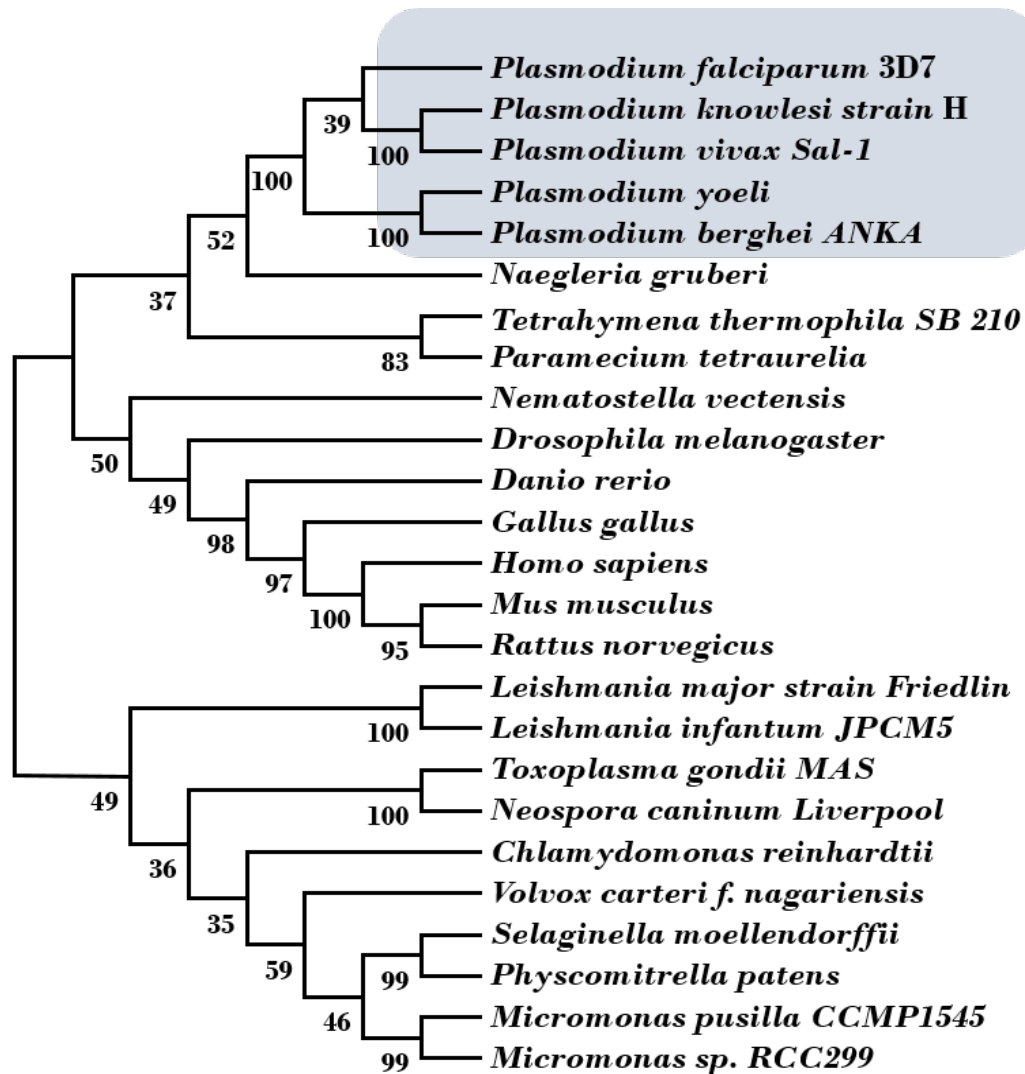 Plasmodium falciparum 3D7
39
Plasmodium knowlesi strain H
100
Plasmodium vivax Sal-1
100
Plasmodium yoeli
100
Plasmodium berghei ANKA
52
Naegleria gruberi
37
Tetrahymena thermophila SB 210
83
Paramecium tetraurelia
Nematostella vectensis
50
Drosophila melanogaster
49
Danio rerio
98
Gallus gallus
97
Homo sapiens
100
Mus musculus
95
Rattus norvegicus
Leishmania major strain Friedlin
100
Leishmania infantum JPCM5
49
Toxoplasma gondii MAS
100
Neospora caninum Liverpool
36
Chlamydomonas reinhardtii
35
Volvox carteri f. nagariensis
59
Selaginella moellendorffii
99
Physcomitrella patens
46
Micromonas pusilla CCMP1545
99
Micromonas sp. RCC299